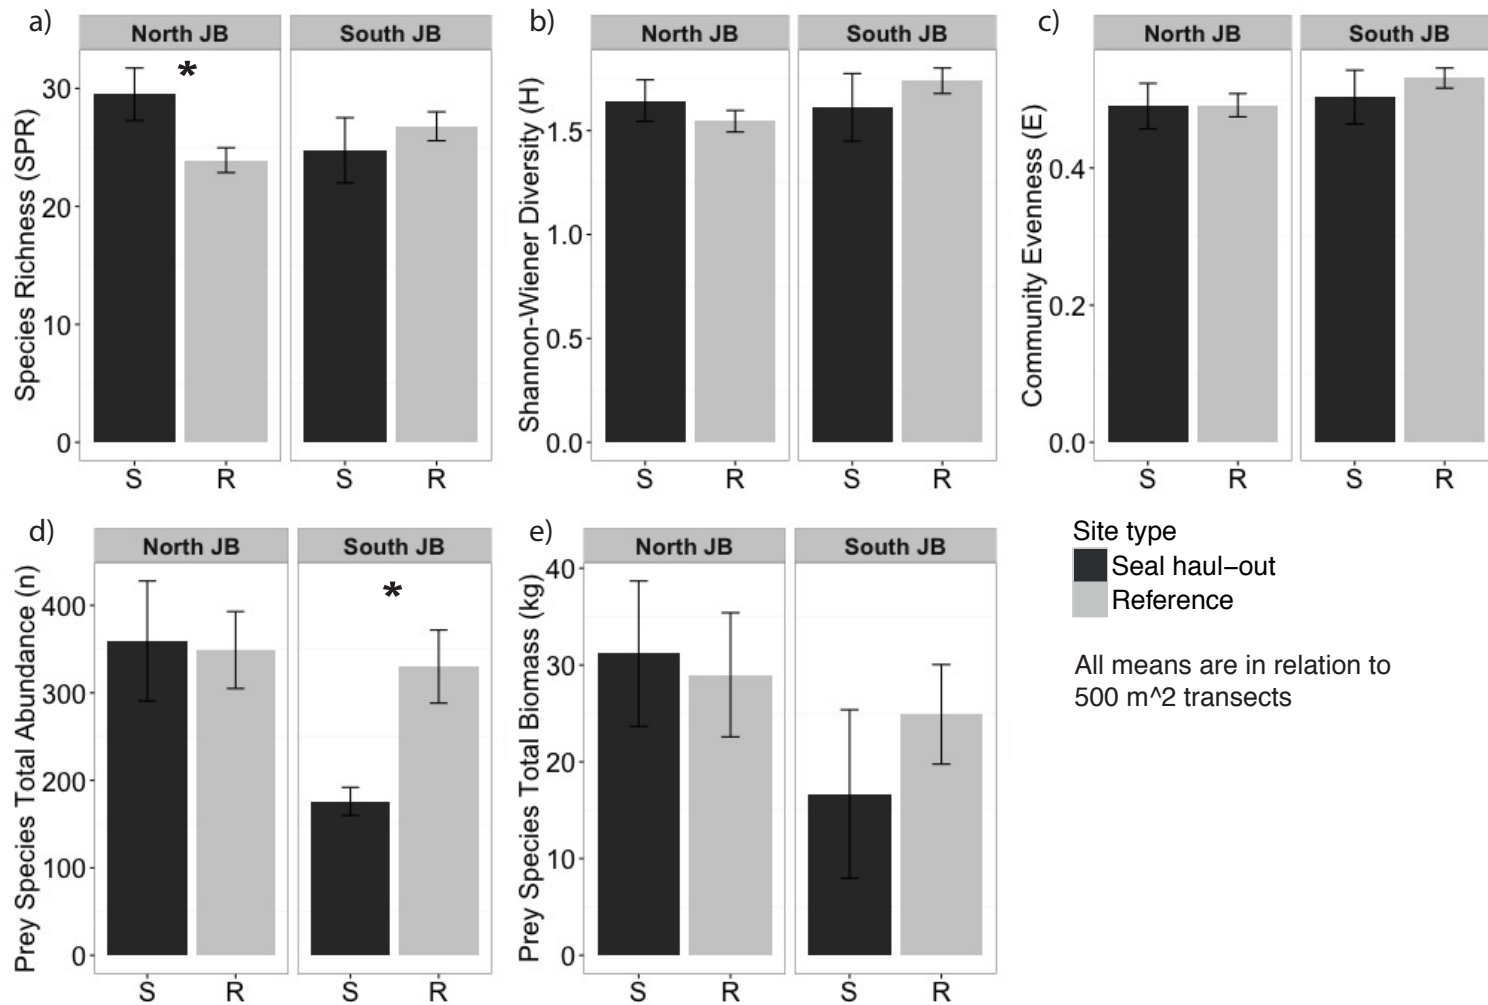 a)
North JB
South JB
Species Richness (SPR)
30
20
10
0
*
S
R
S
R
b)
North JB
South JB
Shannon-Wiener Diversity (H)
1.5
1.0
0.5
0.0
S
R
S
R
c)
North JB
South JB
Community Evenness (E)
0.4
0.2
0.0
S
R
S
R
d)
North JB
South JB
Prey Species Total Abundance (n)
400
300
200
100
0
*
S
R
S
R
e)
North JB
South JB
Prey Species Total Biomass (kg)
40
30
20
10
0
S
R
S
R
Site type
Seal haul-out
Reference
All means are in relation to
500 m^2 transects